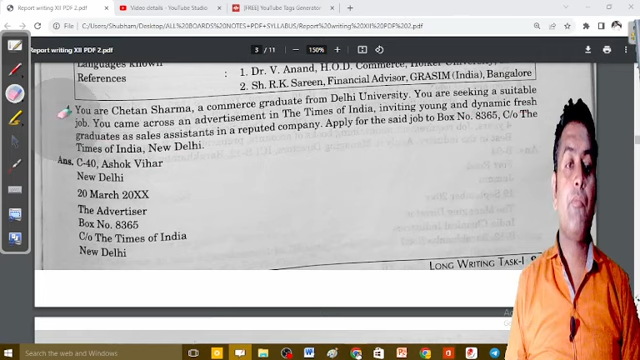 Report writing XII PDF 2.pdf
Video details - YouTube Studio
YouTube Tags Generator
File
C:/Users/Shubham/Desktop/ALL%20BOARDS%20NOTES+PDF+SYLLABUS/Report%20writing%20XII%20PDF%202.pdf
Report writing XII PDF 2.pdf
3 / 11
150%
Languages known
References : 1. Dr. V. Anand, H.O.D. Commerce, Holker
2. Sh. R.K. Sareen, Financial Advisor, GRASIM (India), Bangalore
You are Chetan Sharma, a commerce graduate from Delhi University. You are seeking a suitable
job. You came across an advertisement in The Times of India, inviting young and dynamic fresh
graduates as sales assistants in a reputed company. Apply for the said job to Box No. 8365, C/o The
Times of India, New Delhi.
Ans. C-40, Ashok Vihar
New Delhi
20 March 20XX
The Advertiser
Box No. 8365
C/o The Times of India
New Delhi
LONG WRITING TASK-I
Search the web and Windows